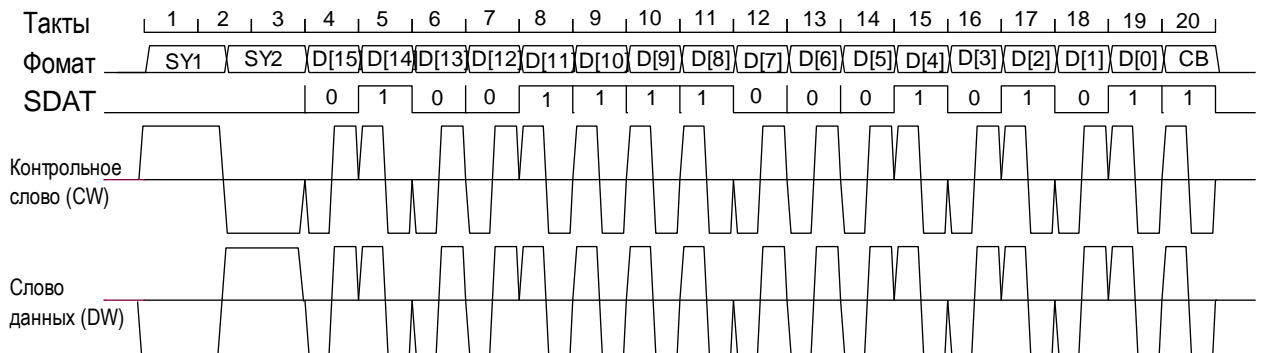 Такты 1 2 3 4 5 6 7 8 9 10 11 12 13 14 15 16 17 18 19 20
Фомат SY1 SY2 D[15] D[14] D[13] D[12] D[11] D[10] D[9] D[8] D[7] D[6] D[5] D[4] D[3] D[2] D[1] D[0] CB
SDAT 0 1 0 0 1 1 1 1 0 0 0 1 0 1 0 1 1
Контрольное
слово (CW)
Слово
данных (DW)